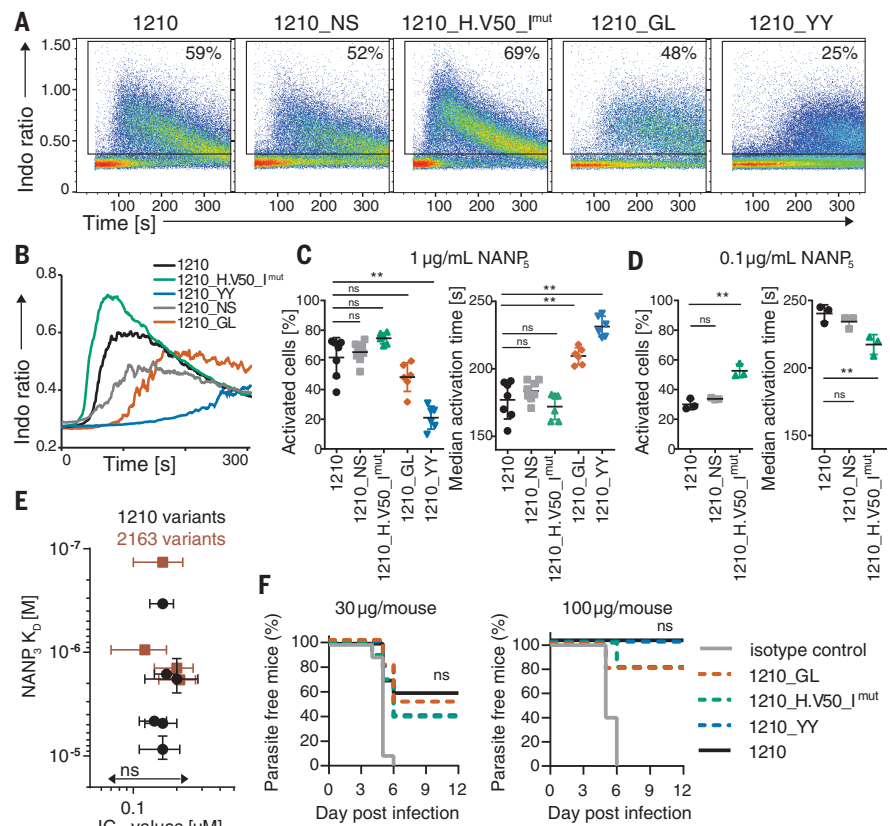 A
1210
1210_NS
1210_H.V50_I^mut
1210_GL
1210_YY
59%
52%
69%
48%
25%
Indo ratio
1.50
1.00
0.50
0
100 200 300
100 200 300
100 200 300
100 200 300
100 200 300
Time [s]
B
Indo ratio
0.8
0.6
0.4
0.2
1210
1210_H.V50_I^mut
1210_YY
1210_NS
1210_GL
0
300
Time [s]
C
1 µg/mL NANP₅
Activated cells [%]
100
80
60
40
20
0
**
ns
ns
ns
1210
1210_NS
1210_H.V50_I^mut
1210_GL
1210_YY
Median activation time [s]
250
200
150
**
**
ns
ns
1210
1210_NS
1210_H.V50_I^mut
1210_GL
1210_YY
D
0.1µg/mL NANP₅
Activated cells [%]
100
80
60
40
20
0
**
ns
1210
1210_NS
1210_H.V50_I^mut
Median activation time [s]
250
200
150
**
ns
1210
1210_NS
1210_H.V50_I^mut
E
1210 variants
2163 variants
NANP₃ K_D [M]
10⁻⁷
10⁻⁶
10⁻⁵
ns
0.1
values [µM]
F
30µg/mouse
Parasite free mice (%)
100
80
60
40
20
0
ns
0 3 6 9 12
Day post infection
100µg/mouse
Parasite free mice (%)
100
80
60
40
20
0
ns
0 3 6 9 12
Day post infection
isotype control
1210_GL
1210_H.V50_I^mut
1210_YY
1210